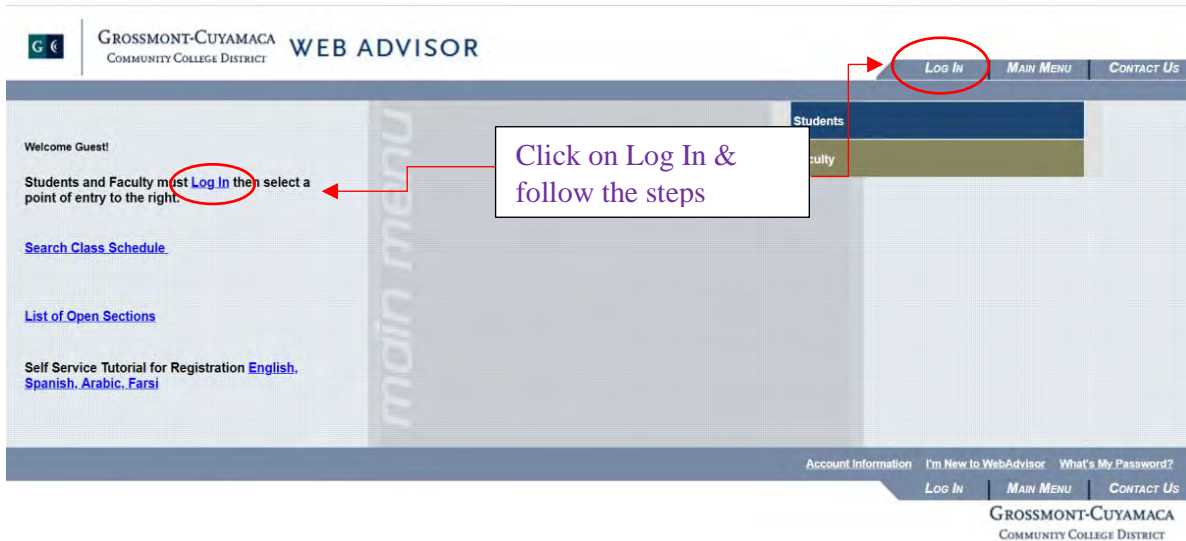 G C
GROSSMONT-CUYAMACA
COMMUNITY COLLEGE DISTRICT
WEB ADVISOR
LOG IN MAIN MENU CONTACT US
Students
culty
Welcome Guest!
Students and Faculty must Log In then select a
point of entry to the right.
Click on Log In &
follow the steps
main menu
Search Class Schedule
List of Open Sections
Self Service Tutorial for Registration English,
Spanish, Arabic, Farsi
Account Information I'm New to WebAdvisor What's My Password?
LOG IN MAIN MENU CONTACT US
GROSSMONT-CUYAMACA
COMMUNITY COLLEGE DISTRICT